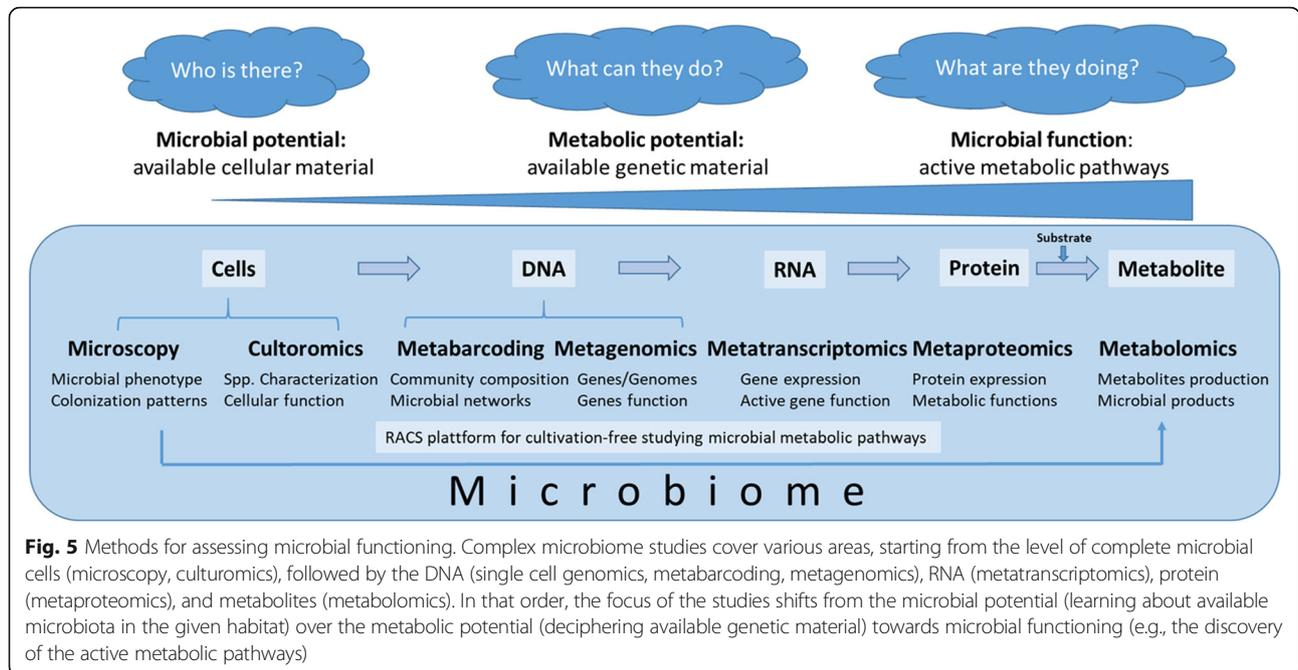 Who is there?
What can they do?
What are they doing?
Microbial potential:
available cellular material
Metabolic potential:
available genetic material
Microbial function:
active metabolic pathways
Cells
DNA
RNA
Protein
Substrate
Metabolite
Microscopy
Microbial phenotype
Colonization patterns
Cultoromics
Spp. Characterization
Cellular function
Metabarcoding
Community composition
Microbial networks
Metagenomics
Genes/Genomes
Genes function
Metatranscriptomics
Gene expression
Active gene function
Metaproteomics
Protein expression
Metabolic functions
Metabolomics
Metabolites production
Microbial products
RACS plattform for cultivation-free studying microbial metabolic pathways
Microbiome
Fig. 5 Methods for assessing microbial functioning. Complex microbiome studies cover various areas, starting from the level of complete microbial
cells (microscopy, culturomics), followed by the DNA (single cell genomics, metabarcoding, metagenomics), RNA (metatranscriptomics), protein
(metaproteomics), and metabolites (metabolomics). In that order, the focus of the studies shifts from the microbial potential (learning about available
microbiota in the given habitat) over the metabolic potential (deciphering available genetic material) towards microbial functioning (e.g., the discovery
of the active metabolic pathways)